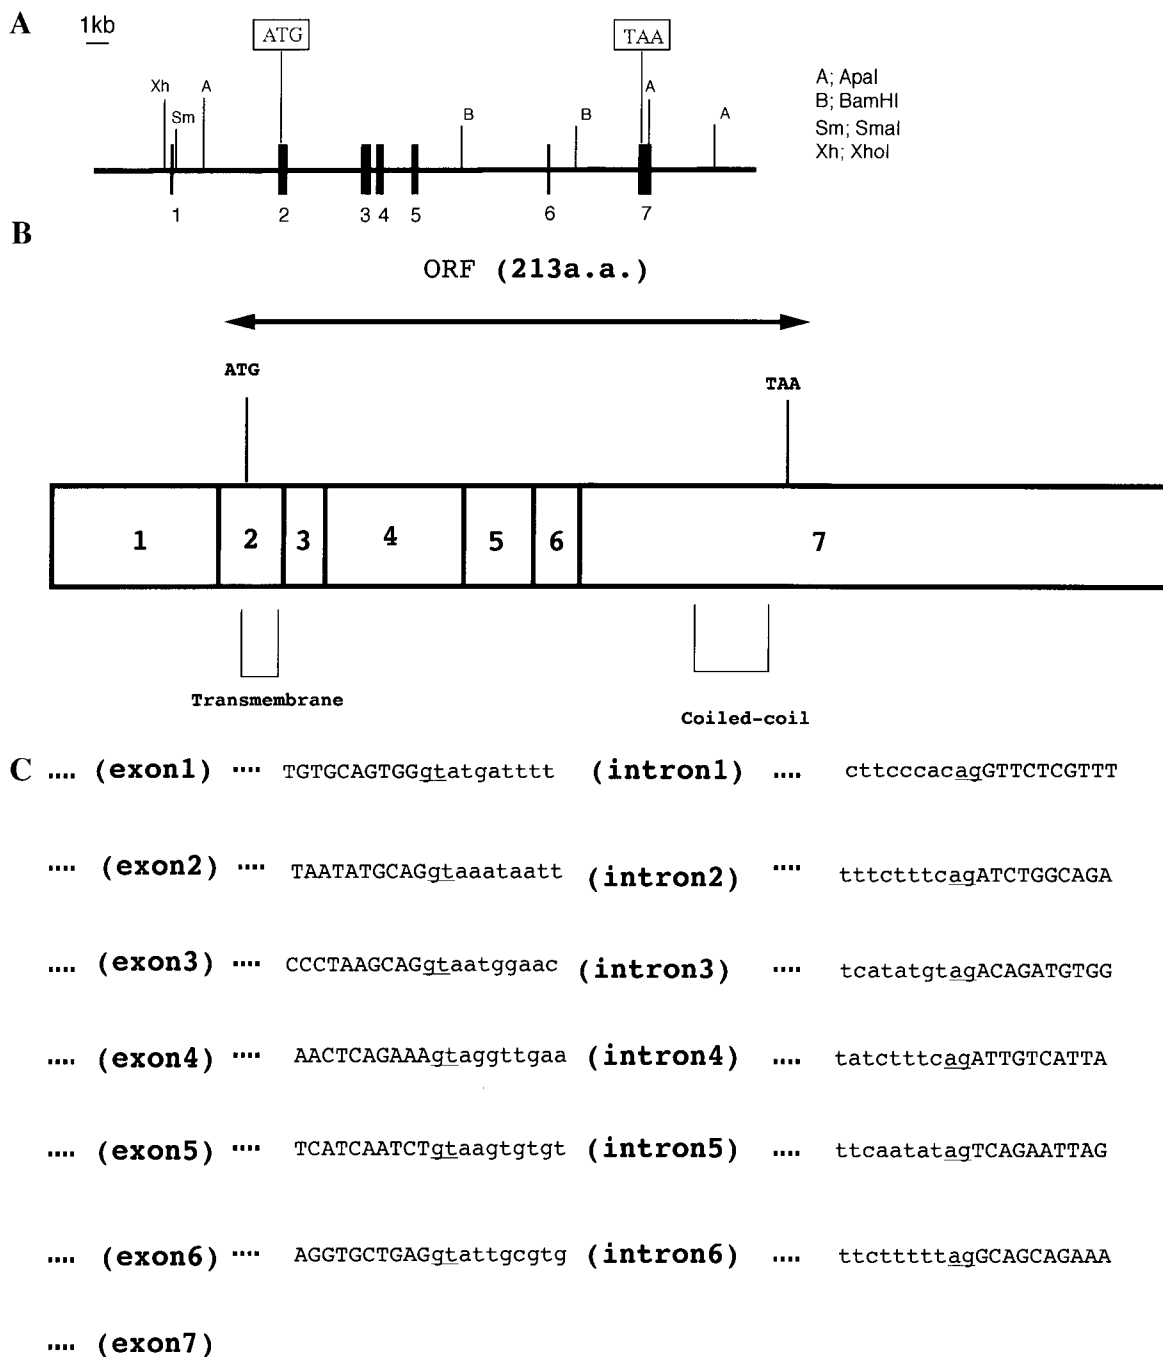 A 1kb
ATG TAA
A; ApaI
Xh A A
B; BamHI
Sm B B A
Sm; SmaI
Xh; XhoI
1 2 3 4 5 6 7
B
ORF (213a.a.)
ATG
TAA
1 2 3 4 5 6 7
Transmembrane
Coiled-coil
C .... (exon1) .... TGTGCAGTGGgtatgatttt (intron1) .... cttcccacagGTTCTCGTTT
.... (exon2) .... TAATATGCAGgtaaataatt (intron2) .... tttctttcagATCTGGCAGA
.... (exon3) .... CCCTAAGCAGgtaatggaac (intron3) .... tcatatgtagACAGATGTGG
.... (exon4) .... AACTCAGAAAgtaggttgaa (intron4) .... tatctttcagATTGTCATTA
.... (exon5) .... TCATCAATCTgtaagtgtgt (intron5) .... ttcaatatagTCAGAATTAG
.... (exon6) .... AGGTGCTGAGgtattgcgtg (intron6) .... ttctttttagGCAGCAGAAA
.... (exon7)